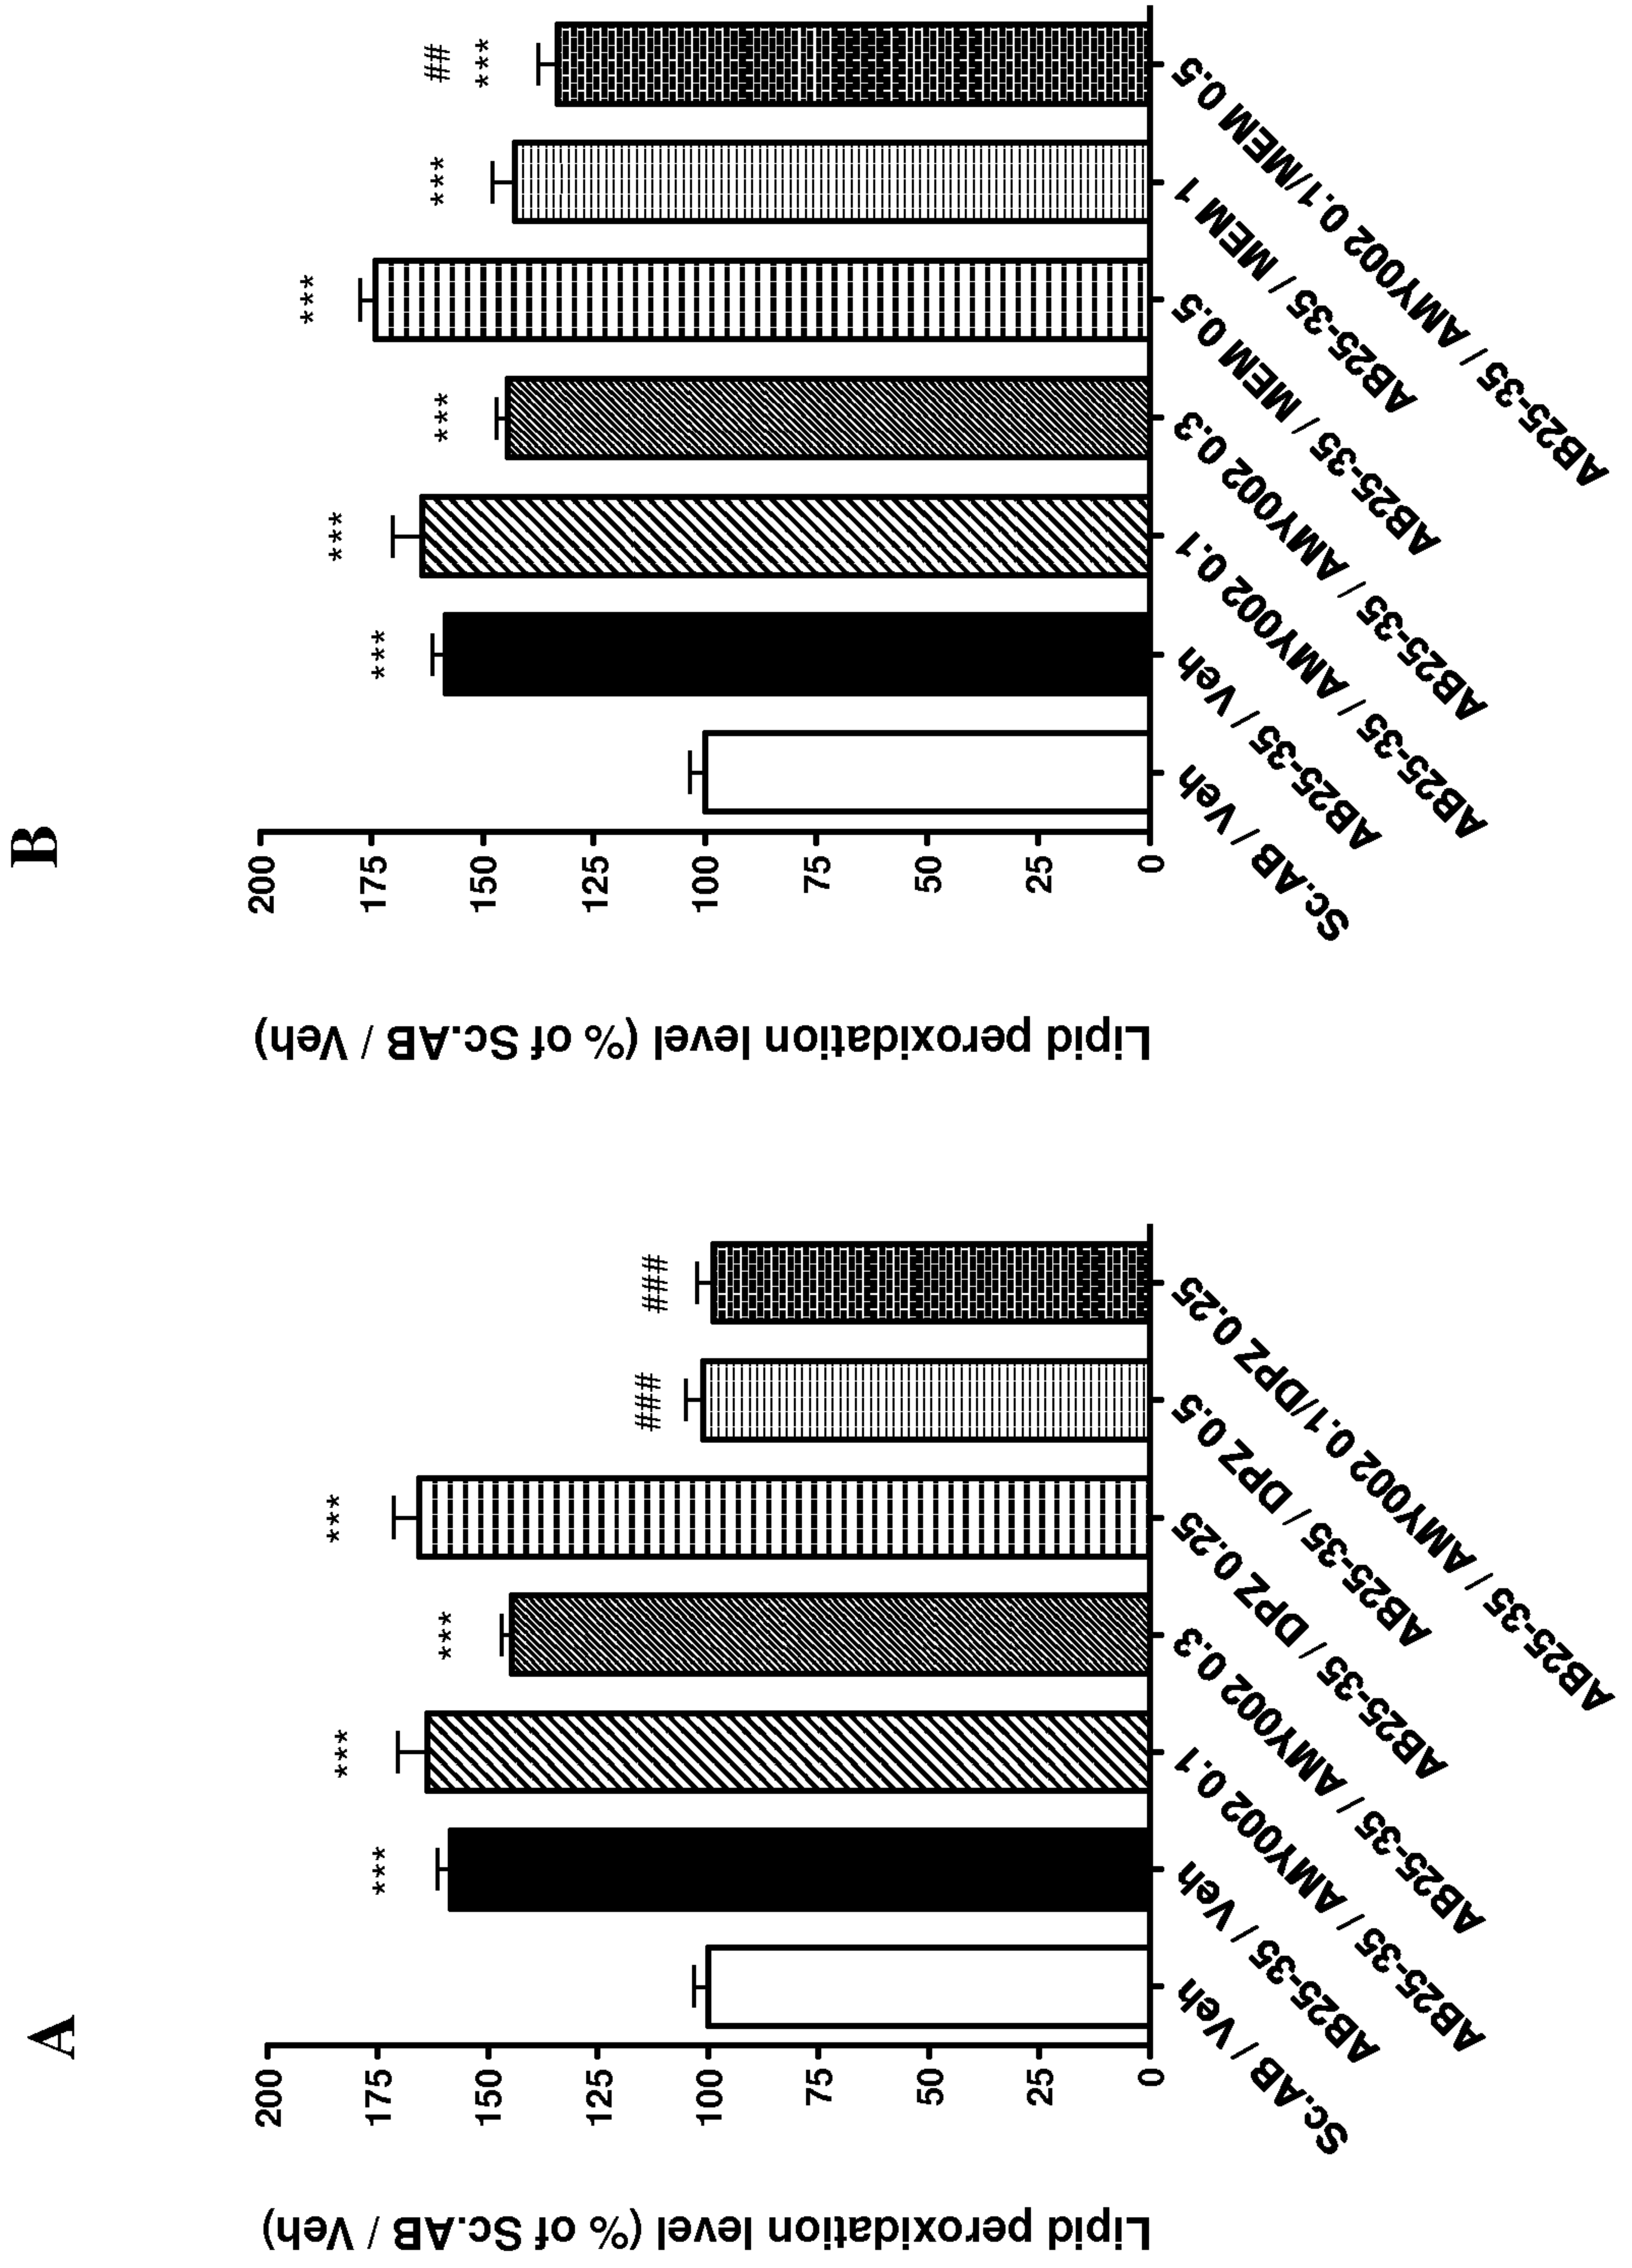 A
Lipid peroxidation level (% of Sc.AB / Veh)
200
175
150
125
100
75
50
25
0
***
***
***
***
###
###
Sc.AB / Veh
AB25-35 / Veh
AB25-35 / AMY002 0.1
AB25-35 / AMY002 0.3
AB25-35 / DPZ 0.25
AB25-35 / DPZ 0.5
AB25-35 / AMY002 0.1/DPZ 0.25
B
Lipid peroxidation level (% of Sc.AB / Veh)
200
175
150
125
100
75
50
25
0
***
***
***
***
***
##
***
Sc.AB / Veh
AB25-35 / Veh
AB25-35 / AMY002 0.1
AB25-35 / AMY002 0.3
AB25-35 / MEM 0.5
AB25-35 / MEM 1
AB25-35 / AMY002 0.1/MEM 0.5